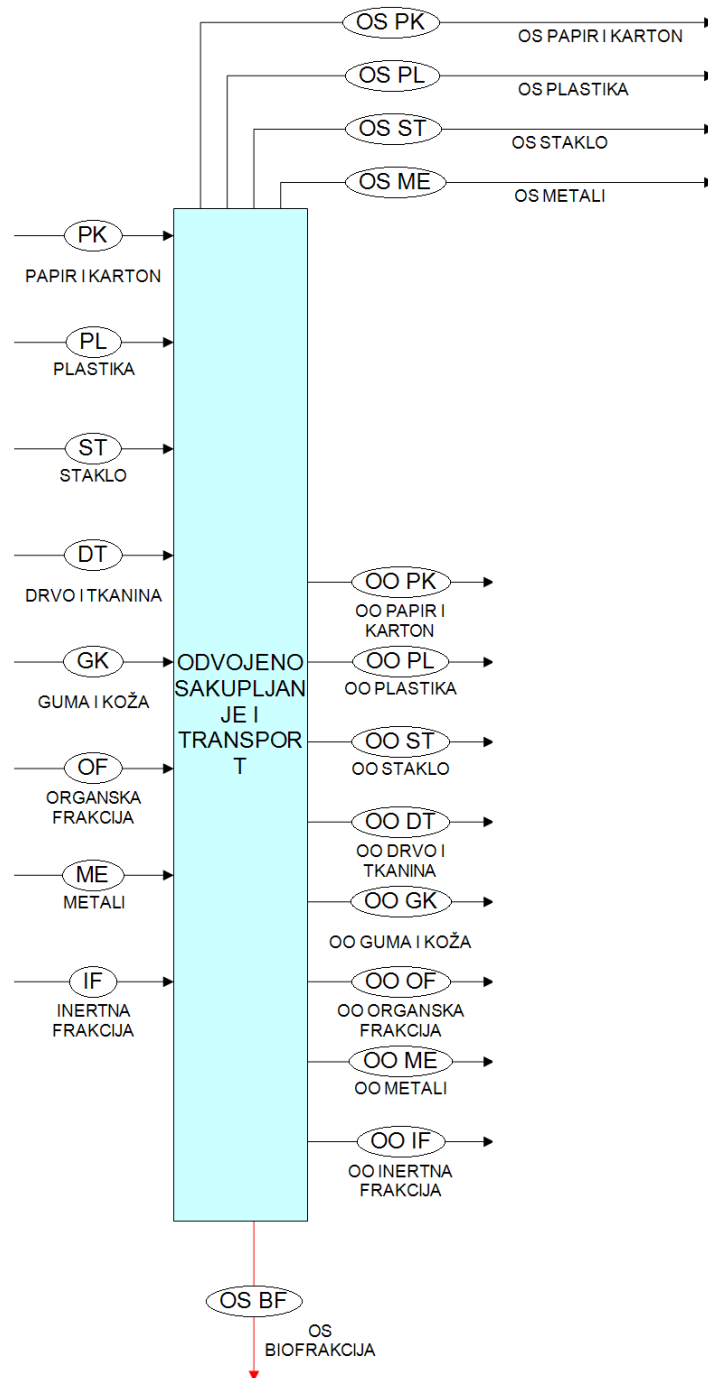 OS PK
OS PAPIR I KARTON
OS PL
OS PLASTIKA
OS ST
OS STAKLO
OS ME
OS METALI
PK
PAPIR I KARTON
PL
PLASTIKA
ST
STAKLO
DT
DRVO I TKANINA
GK
GUMA I KOŽA
OF
ORGANSKA
FRAKCIJA
ME
METALI
IF
INERTNA
FRAKCIJA
ODVOJENO
SAKUPLJAN
JE I
TRANSPOR
T
OO PK
OO PAPIR I
KARTON
OO PL
OO PLASTIKA
OO ST
OO STAKLO
OO DT
OO DRVO I
TKANINA
OO GK
OO GUMA I KOŽA
OO OF
OO ORGANSKA
FRAKCIJA
OO ME
OO METALI
OO IF
OO INERTNA
FRAKCIJA
OS BF
OS
BIOFRAKCIJA